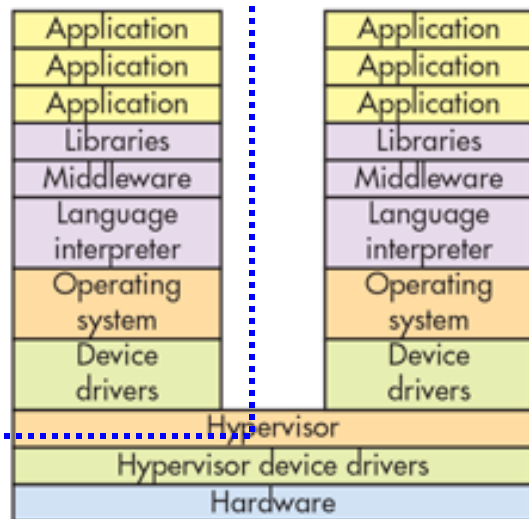 Application
Application
Application
Libraries
Middleware
Language
interpreter
Operating
system
Device
drivers
Application
Application
Application
Libraries
Middleware
Language
interpreter
Operating
system
Device
drivers
Hypervisor
Hypervisor device drivers
Hardware